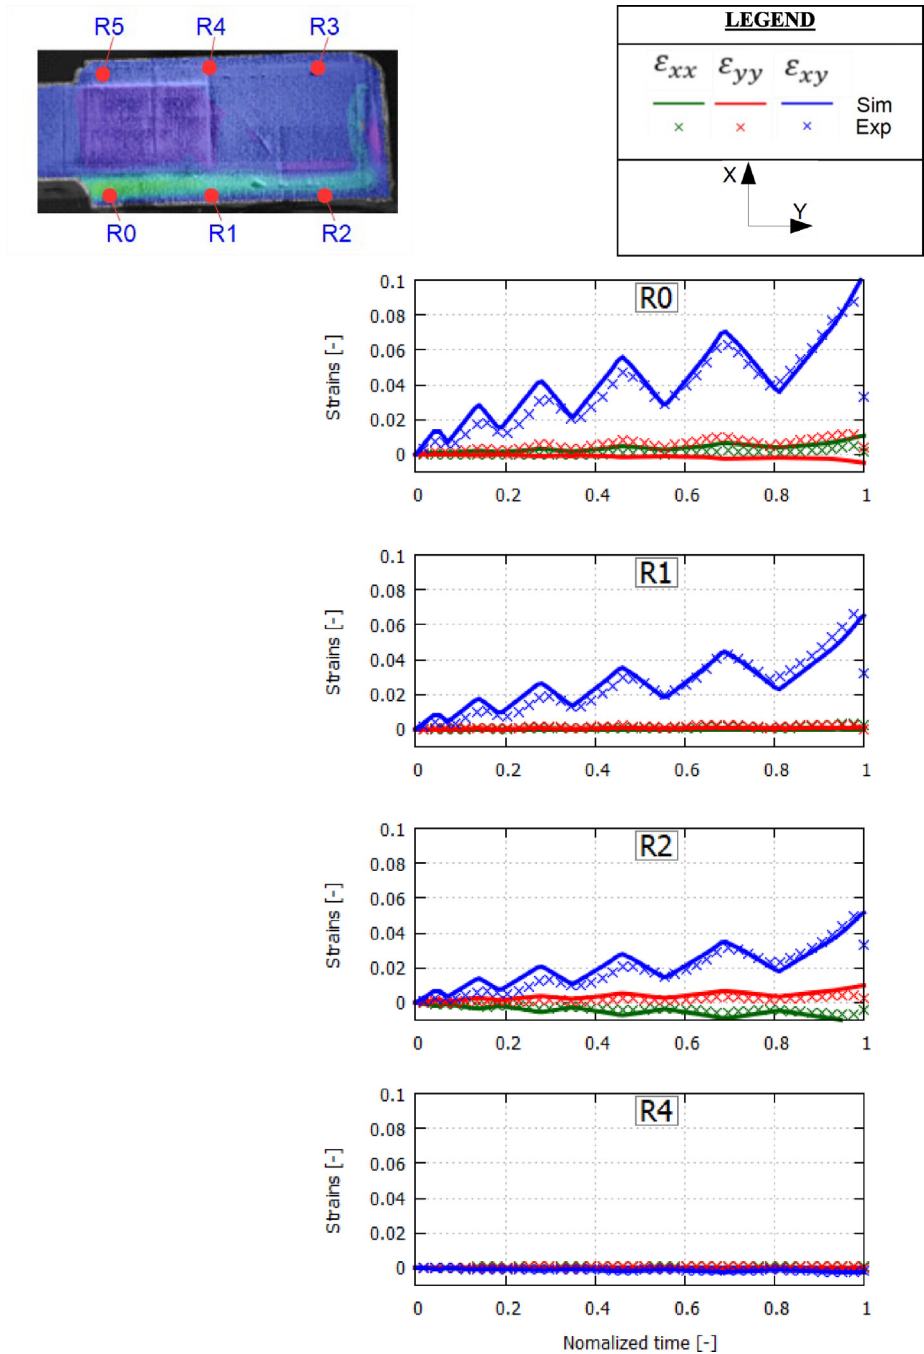 R5 R4 R3
R0 R1 R2
LEGEND
εxx εyy εxy
Sim
Exp
X
Y
R0
Strains [-]
0.1
0.08
0.06
0.04
0.02
0
0 0.2 0.4 0.6 0.8 1
R1
Strains [-]
0.1
0.08
0.06
0.04
0.02
0
0 0.2 0.4 0.6 0.8 1
R2
Strains [-]
0.1
0.08
0.06
0.04
0.02
0
0 0.2 0.4 0.6 0.8 1
R4
Strains [-]
0.1
0.08
0.06
0.04
0.02
0
0 0.2 0.4 0.6 0.8 1
Nomalized time [-]